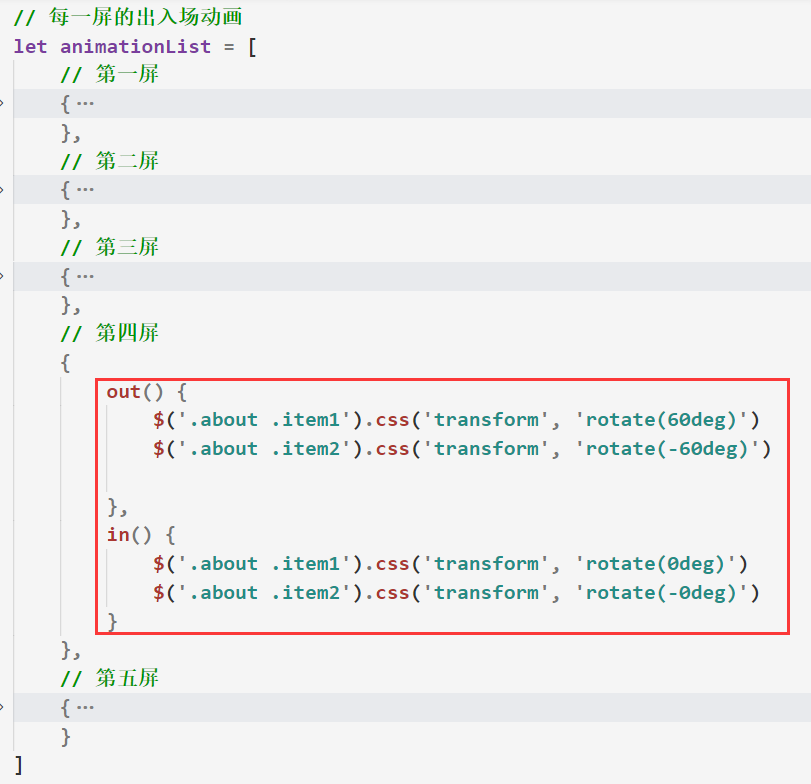 // 每一屏的出入场动画
let animationList = [
    // 第一屏
    {···
    },
    // 第二屏
    {···
    },
    // 第三屏
    {···
    },
    // 第四屏
    {
        out() {
            $('.about .item1').css('transform', 'rotate(60deg)')
            $('.about .item2').css('transform', 'rotate(-60deg)')
        },
        in() {
            $('.about .item1').css('transform', 'rotate(0deg)')
            $('.about .item2').css('transform', 'rotate(-0deg)')
        }
    },
    // 第五屏
    {···
    }
]